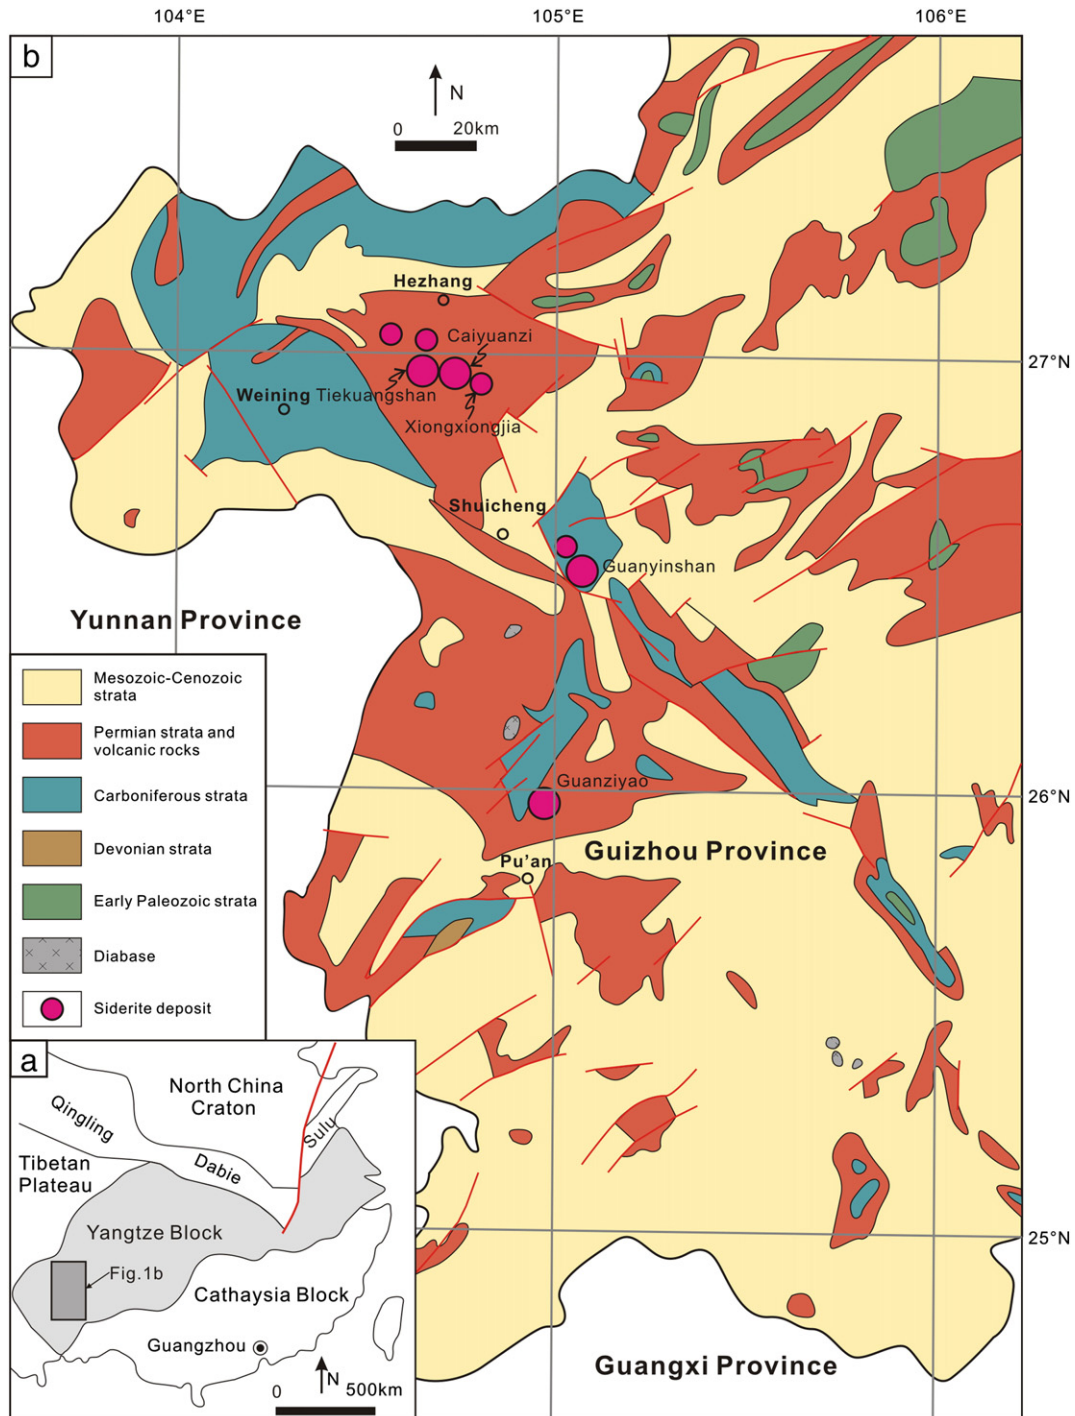 104°E
105°E
106°E
b
N
0
20km
Hezhang
Caiyuanzi
27°N
Weining
Tiekuangshan
Xiongxiongjia
Shuicheng
Guanyinshan
Yunnan Province
Mesozoic-Cenozoic
strata
Permian strata and
volcanic rocks
Carboniferous strata
Devonian strata
Early Paleozoic strata
Diabase
Siderite deposit
Guanziyao
26°N
Guizhou Province
Pu'an
a
North China
Craton
Qingling
Sulu
Dabie
Tibetan
Plateau
Yangtze Block
Fig.1b
Cathaysia Block
Guangzhou
N
0
500km
25°N
Guangxi Province